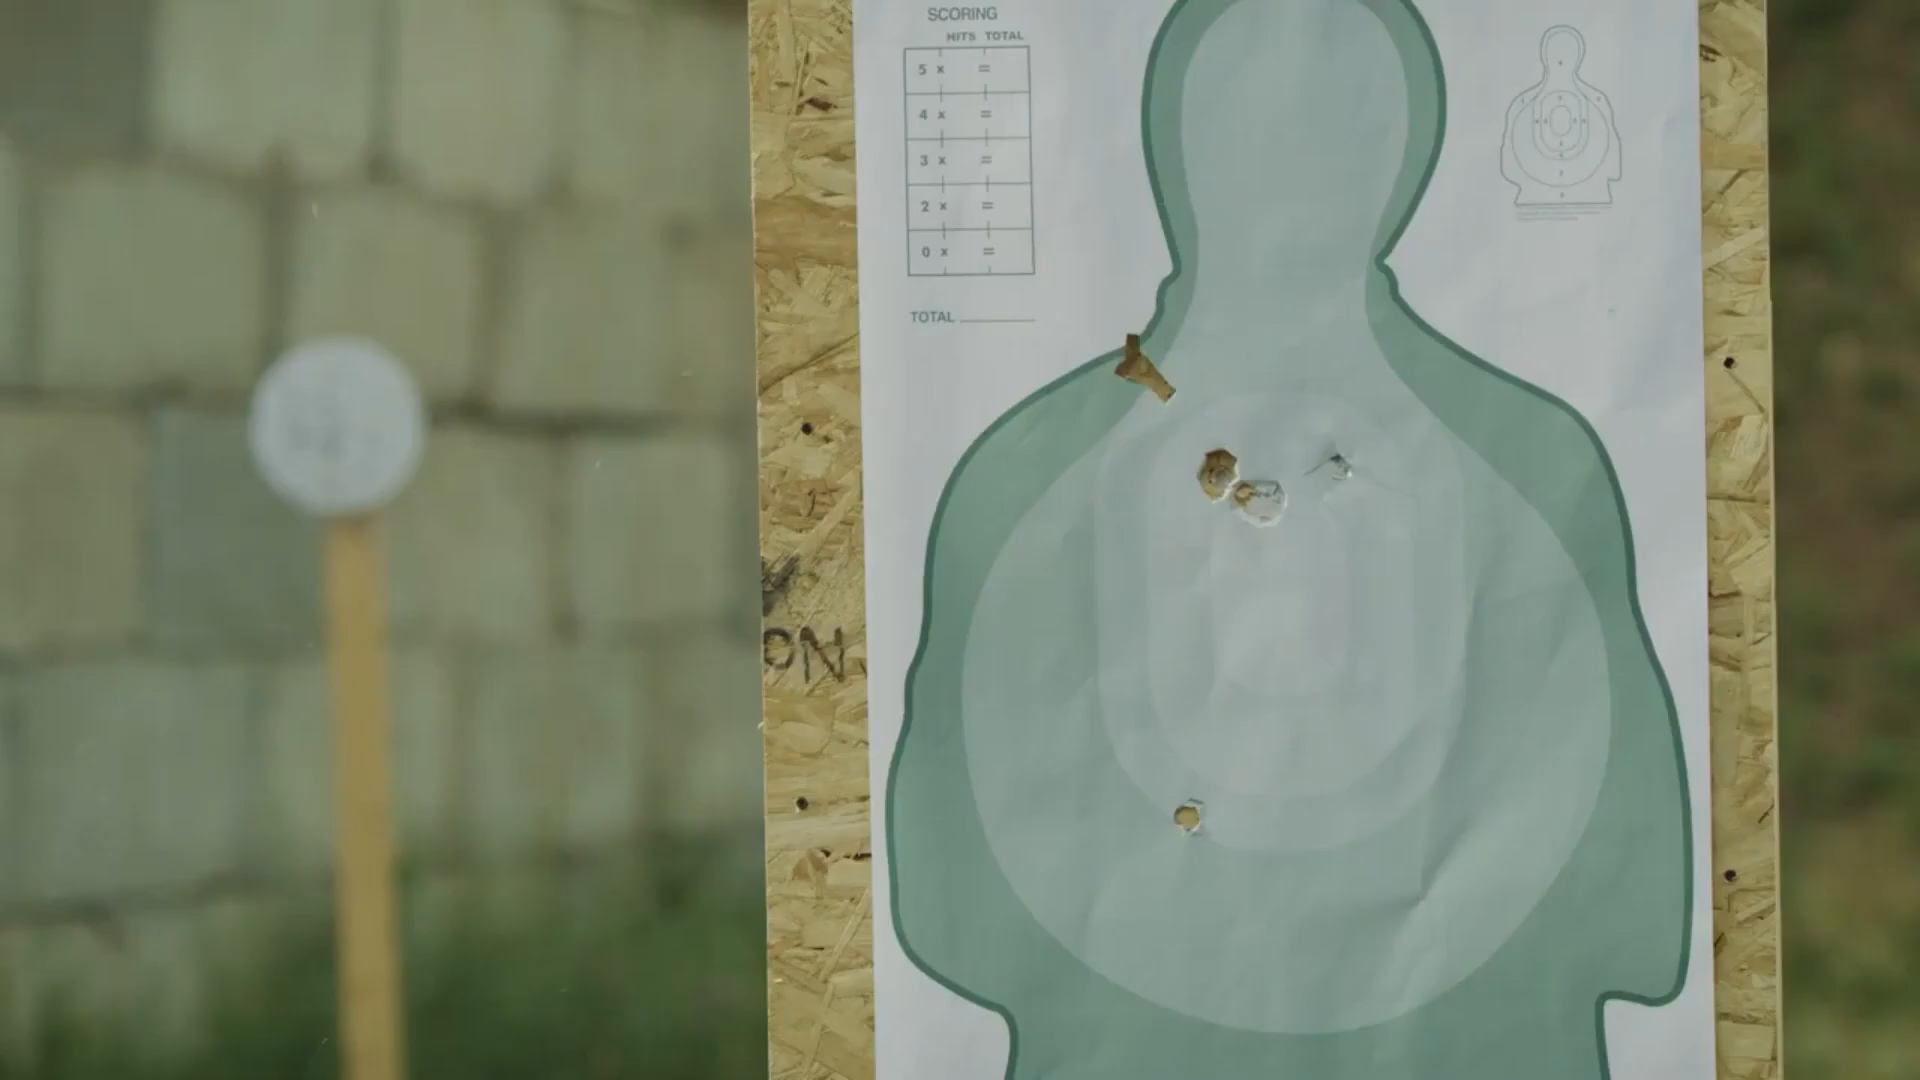 SCORING
HITS TOTAL
5 x =
4 x =
3 x =
2 x =
0 x =
TOTAL
ON